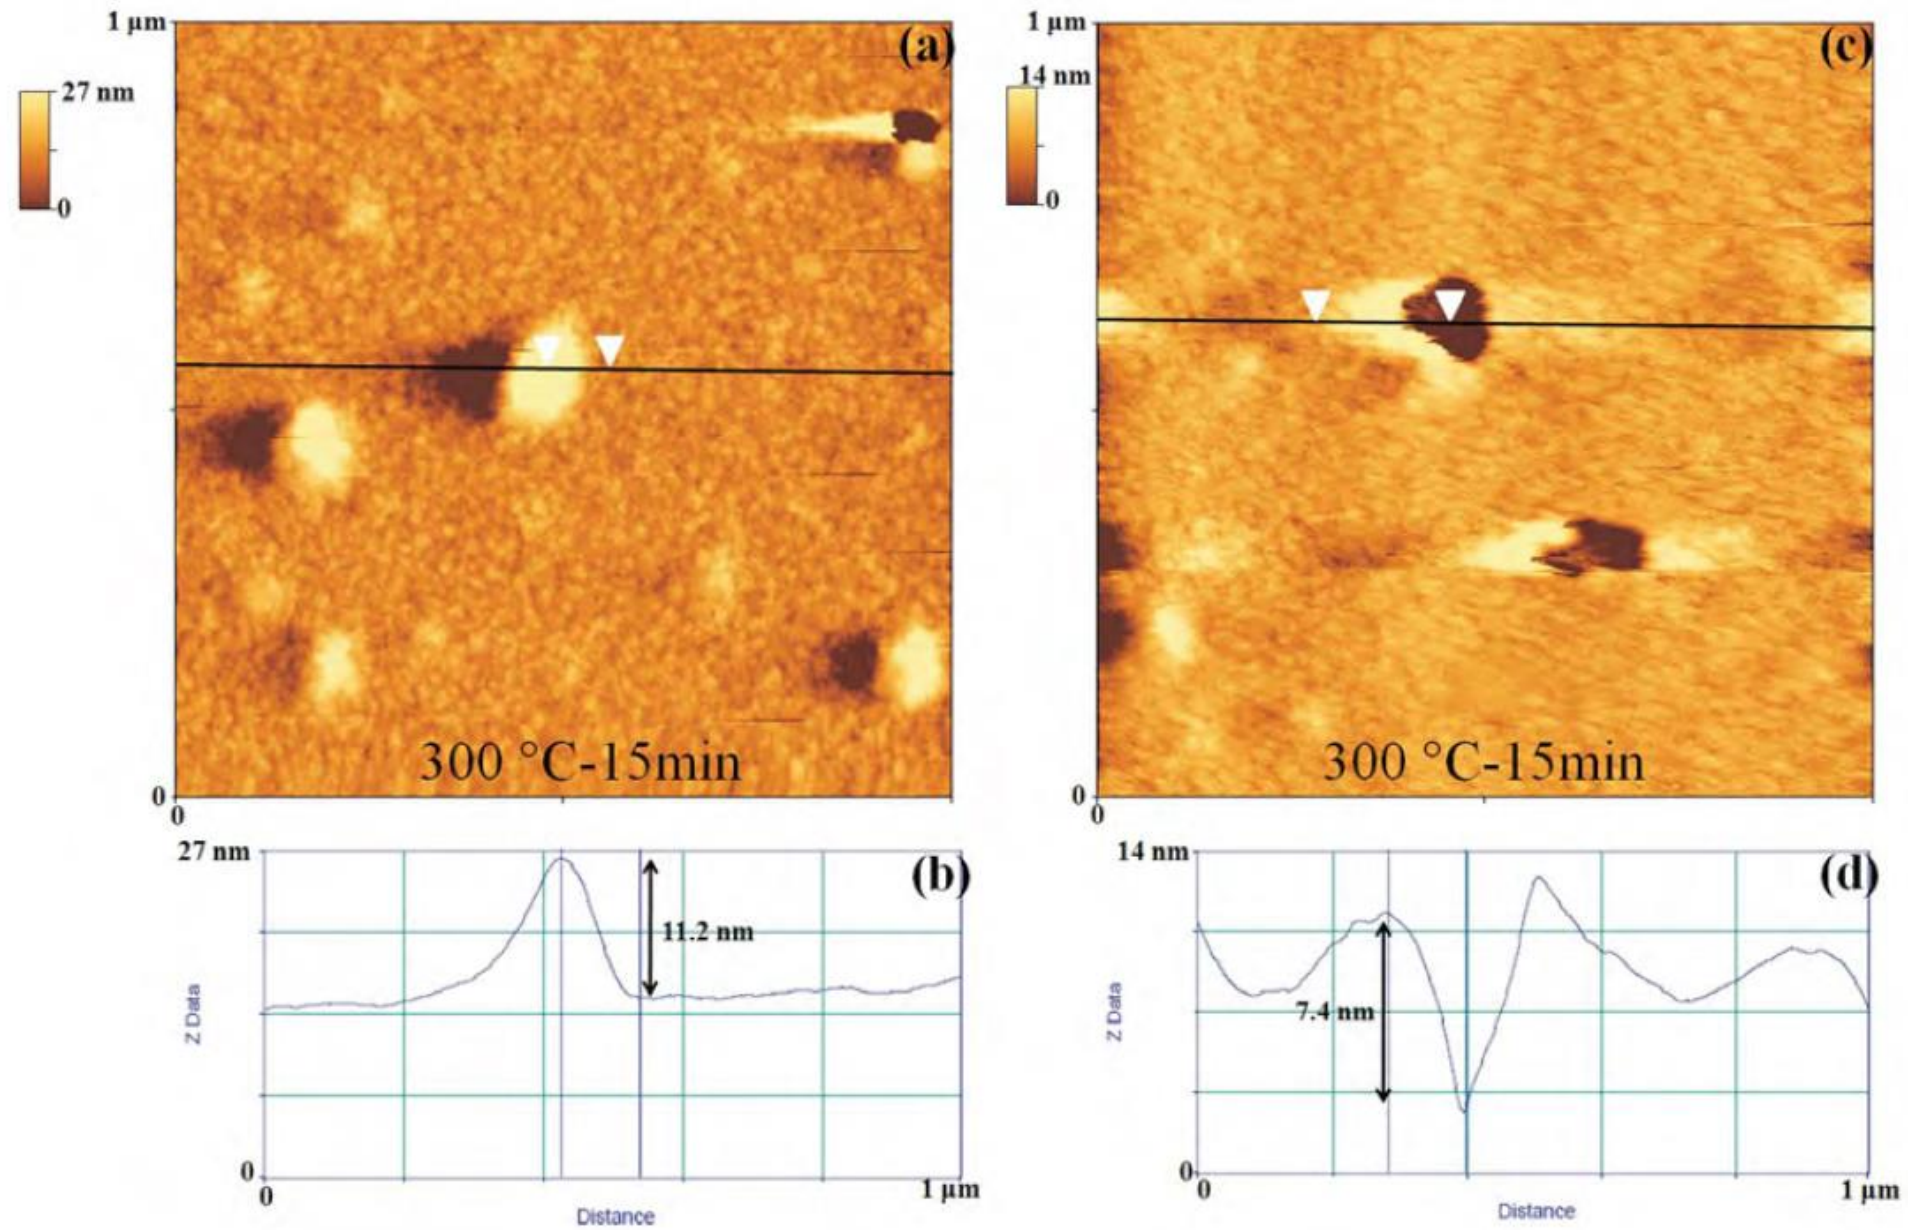 1 µm
(a)
27 nm
0
300 °C-15min
0
0
1 µm
(c)
14 nm
0
300 °C-15min
0
0
27 nm
(b)
11.2 nm
Z Data
0
0
1 µm
Distance
14 nm
(d)
7.4 nm
Z Data
0
0
1 µm
Distance